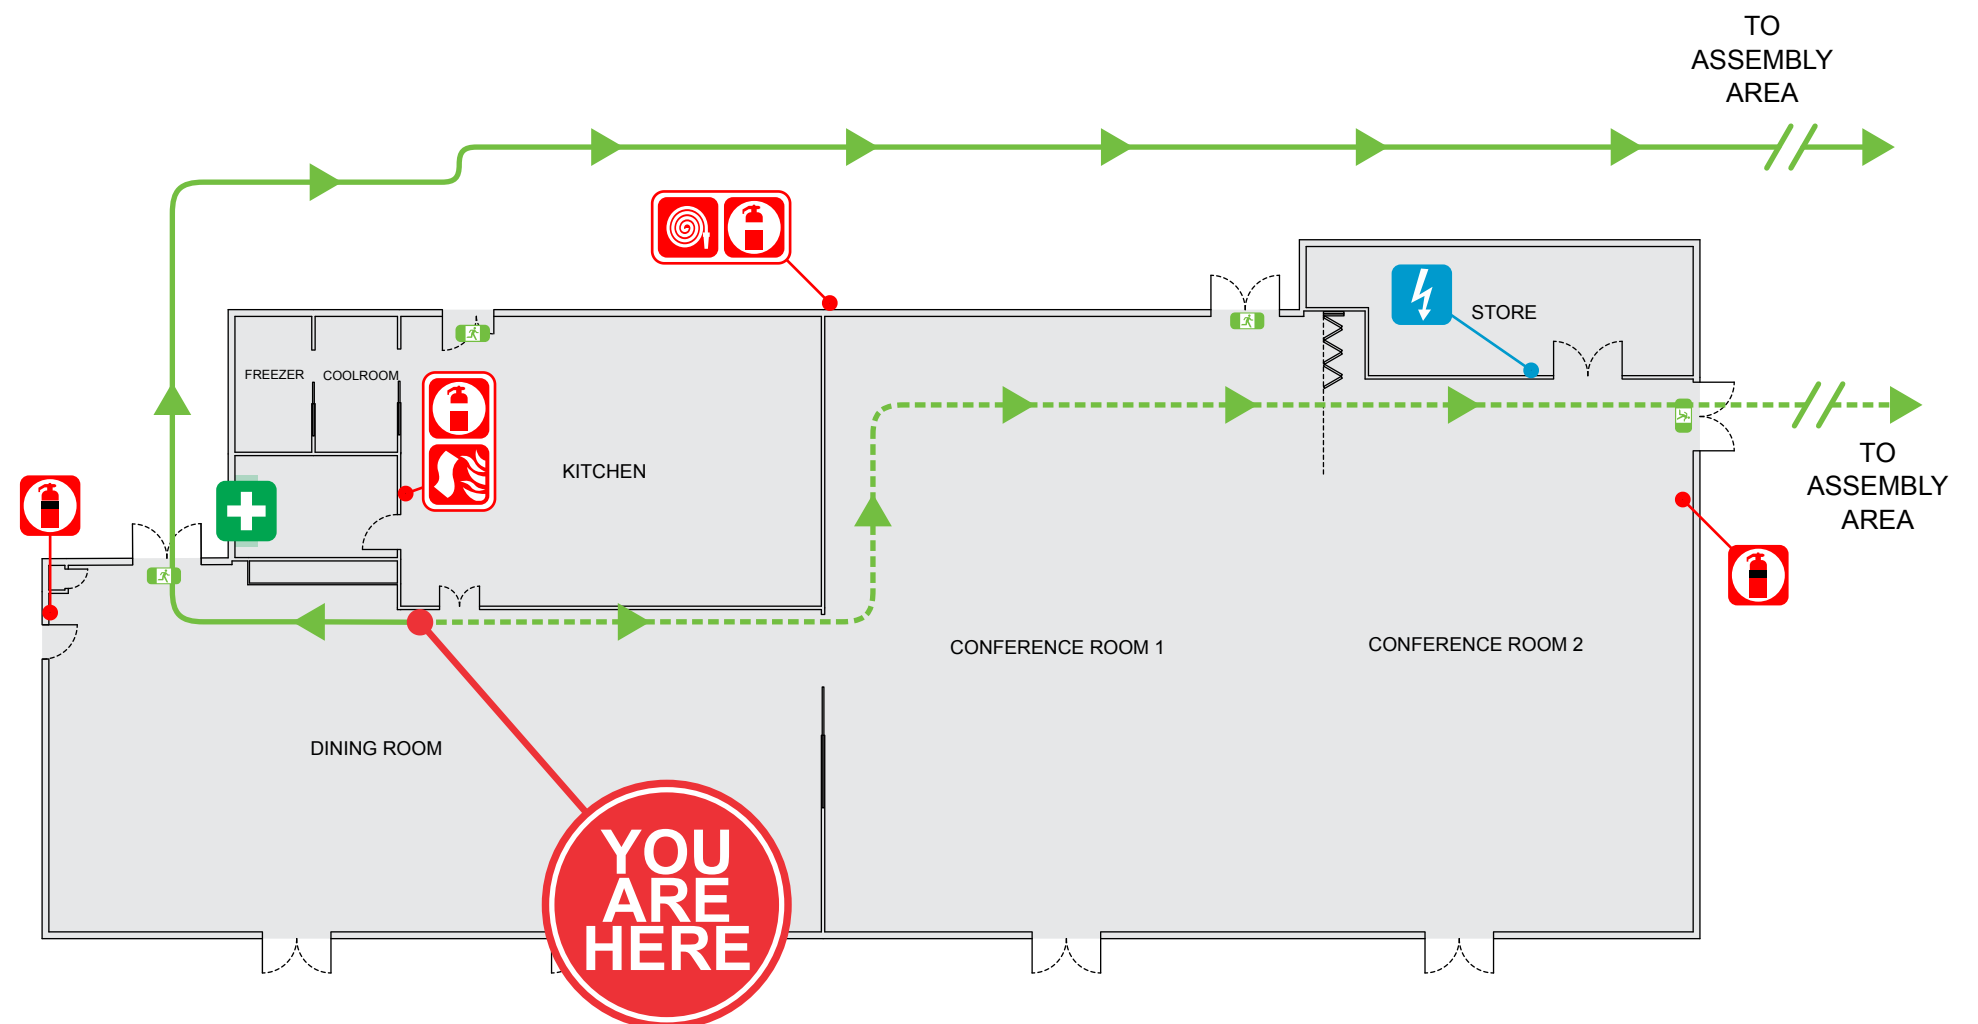 TO
ASSEMBLY
AREA
STORE
FREEZER
COOLROOM
KITCHEN
TO
ASSEMBLY
AREA
CONFERENCE ROOM 1
CONFERENCE ROOM 2
DINING ROOM
YOU
ARE
HERE